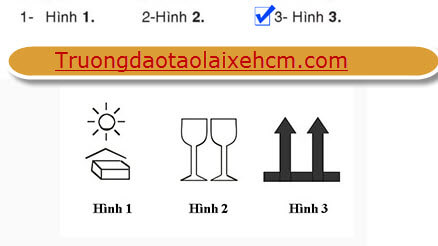 1- Hình 1. 2-Hình 2. 3- Hình 3.
Truongdaotaolaixehcm.com
Hình 1 Hình 2 Hình 3